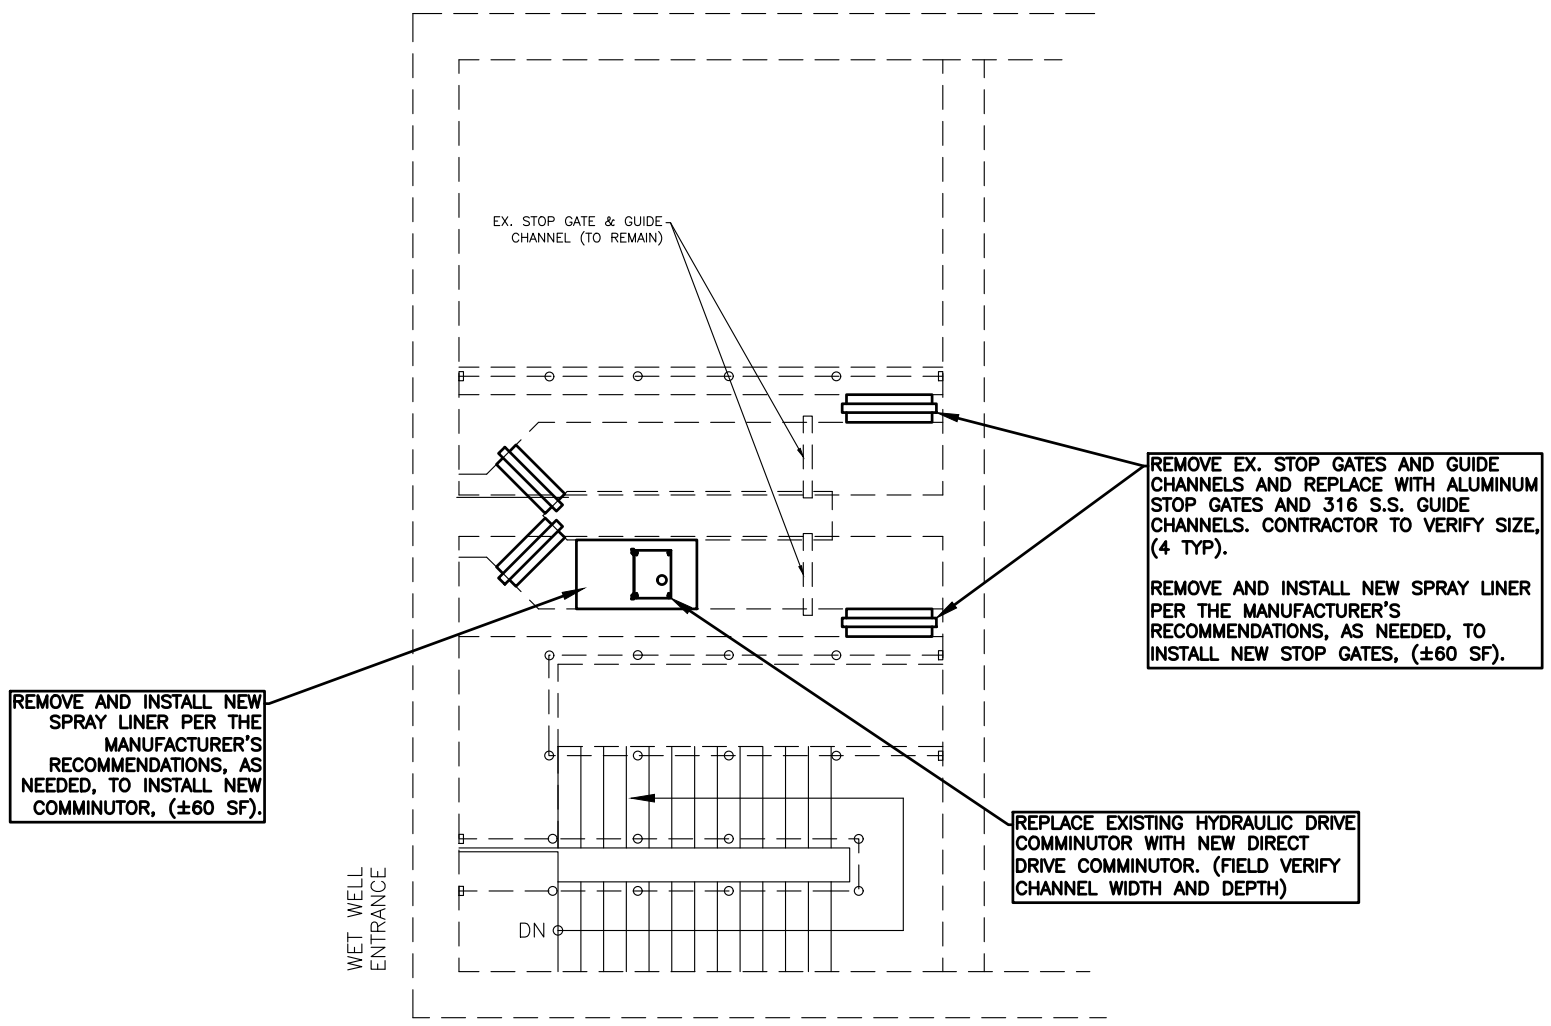 EX. STOP GATE & GUIDE
CHANNEL (TO REMAIN)
REMOVE EX. STOP GATES AND GUIDE
CHANNELS AND REPLACE WITH ALUMINUM
STOP GATES AND 316 S.S. GUIDE
CHANNELS. CONTRACTOR TO VERIFY SIZE,
(4 TYP).
REMOVE AND INSTALL NEW SPRAY LINER
PER THE MANUFACTURER'S
RECOMMENDATIONS, AS NEEDED, TO
INSTALL NEW STOP GATES, (±60 SF).
REMOVE AND INSTALL NEW
SPRAY LINER PER THE
MANUFACTURER'S
RECOMMENDATIONS, AS
NEEDED, TO INSTALL NEW
COMMINUTOR, (±60 SF).
REPLACE EXISTING HYDRAULIC DRIVE
COMMINUTOR WITH NEW DIRECT
DRIVE COMMINUTOR. (FIELD VERIFY
CHANNEL WIDTH AND DEPTH)
WET WELL
ENTRANCE
DN